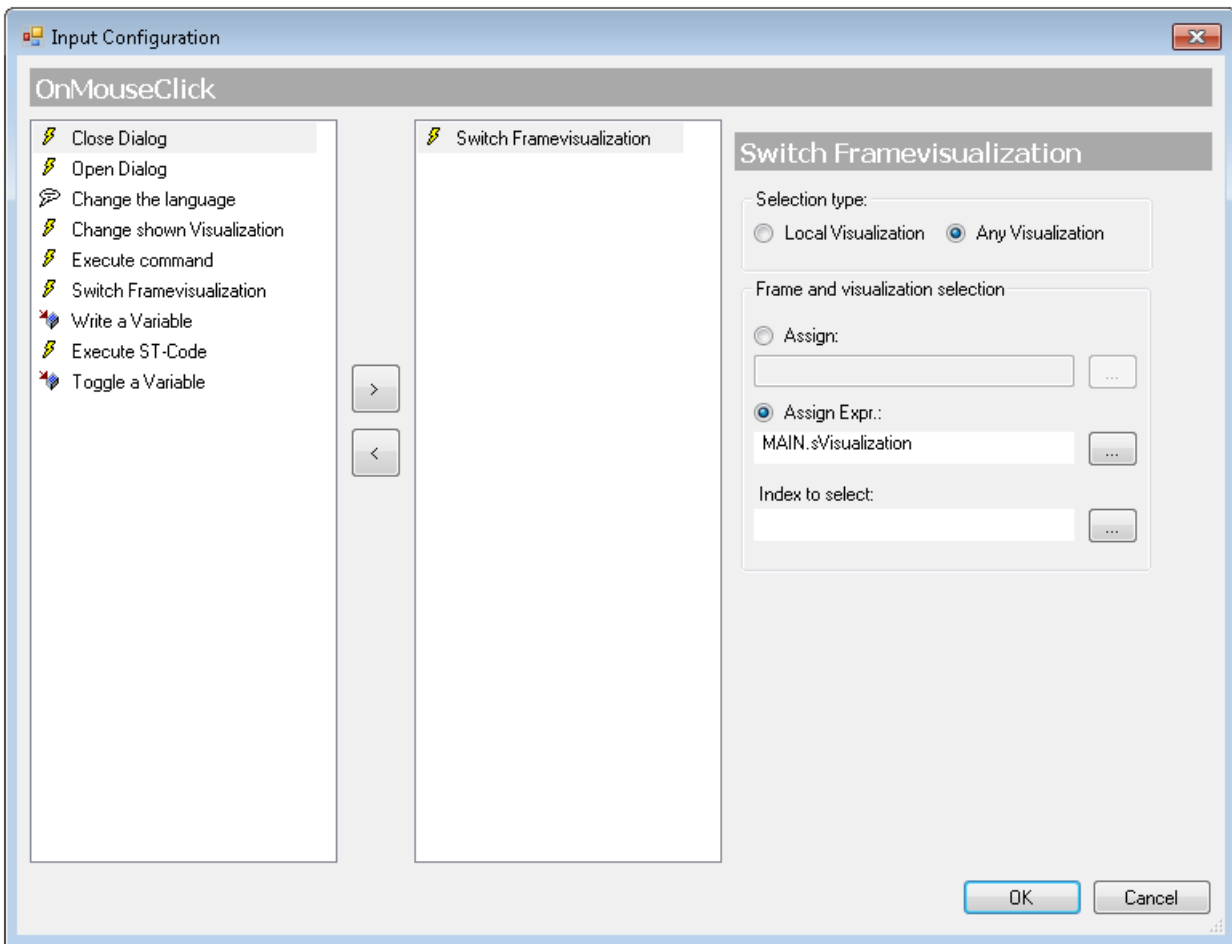 Input Configuration
OnMouseClick
Close Dialog
Open Dialog
Change the language
Change shown Visualization
Execute command
Switch Framevisualization
Write a Variable
Execute ST-Code
Toggle a Variable
>
<
Switch Framevisualization
Switch Framevisualization
Selection type:
Local Visualization Any Visualization
Frame and visualization selection
Assign:
...
Assign Expr.:
MAIN.sVisualization ...
Index to select:
...
OK Cancel